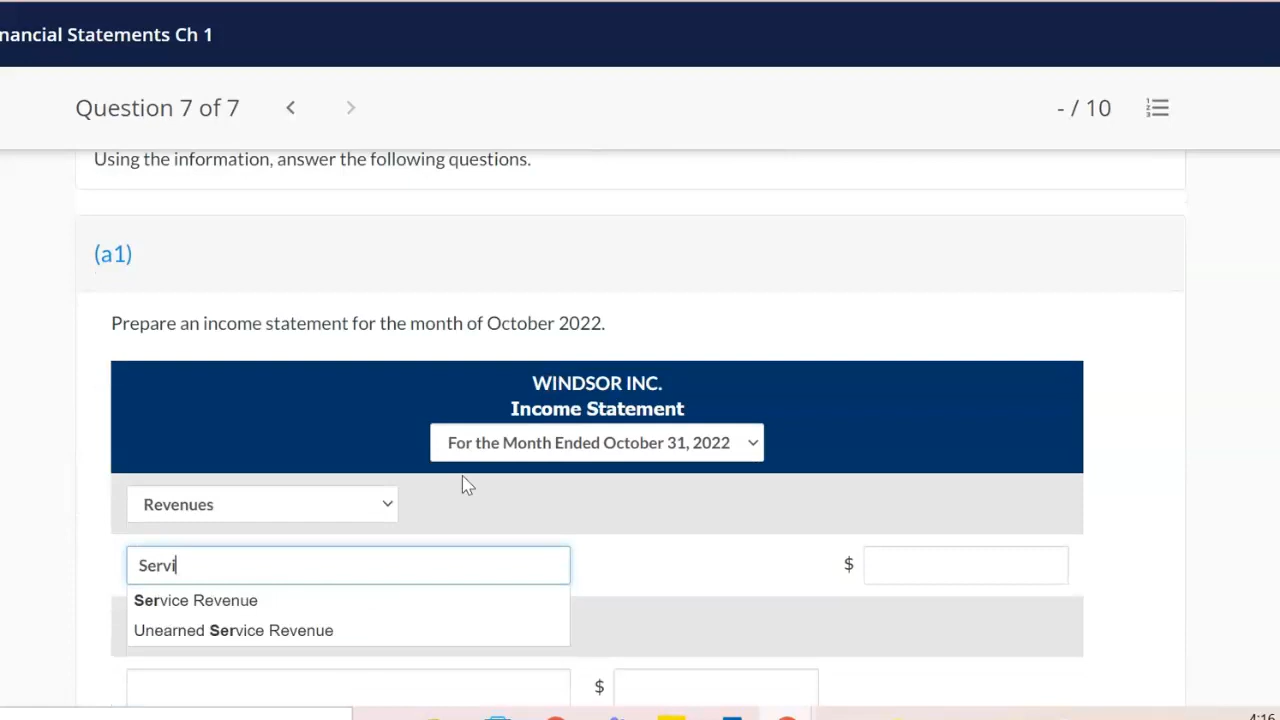 nancial Statements Ch 1
Question 7 of 7
- / 10
Using the information, answer the following questions.
(a1)
Prepare an income statement for the month of October 2022.
WINDSOR INC.
Income Statement
For the Month Ended October 31, 2022
Revenues
Servi
$
Service Revenue
Unearned Service Revenue
$
4:16